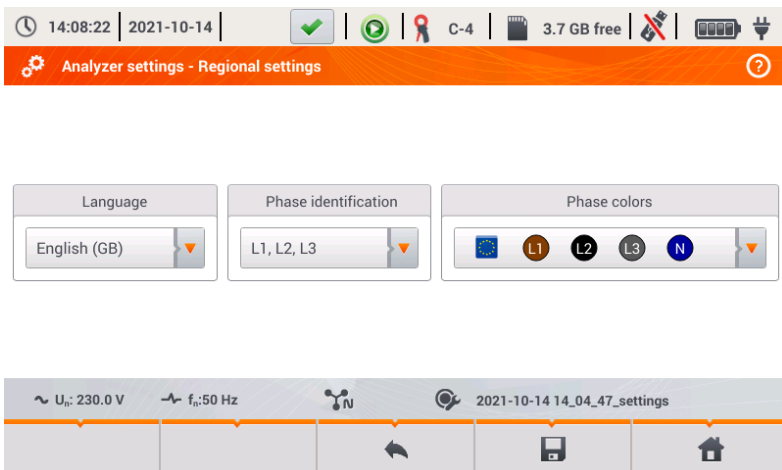 14:08:22 2021-10-14 C-4 3.7 GB free
Analyzer settings - Regional settings ?
Language Phase identification Phase colors
English (GB) L1, L2, L3 L1 L2 L3 N
Un: 230.0 V fn:50 Hz N 2021-10-14 14_04_47_settings